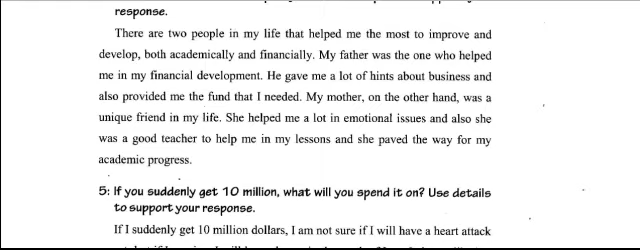 response.
There are two people in my life that helped me the most to improve and
develop, both academically and financially. My father was the one who helped
me in my financial development. He gave me a lot of hints about business and
also provided me the fund that I needed. My mother, on the other hand, was a
unique friend in my life. She helped me a lot in emotional issues and also she
was a good teacher to help me in my lessons and she paved the way for my
academic progress.
5: If you suddenly get 10 million, what will you spend it on? Use details
to support your response.
If I suddenly get 10 million dollars, I am not sure if I will have a heart attack